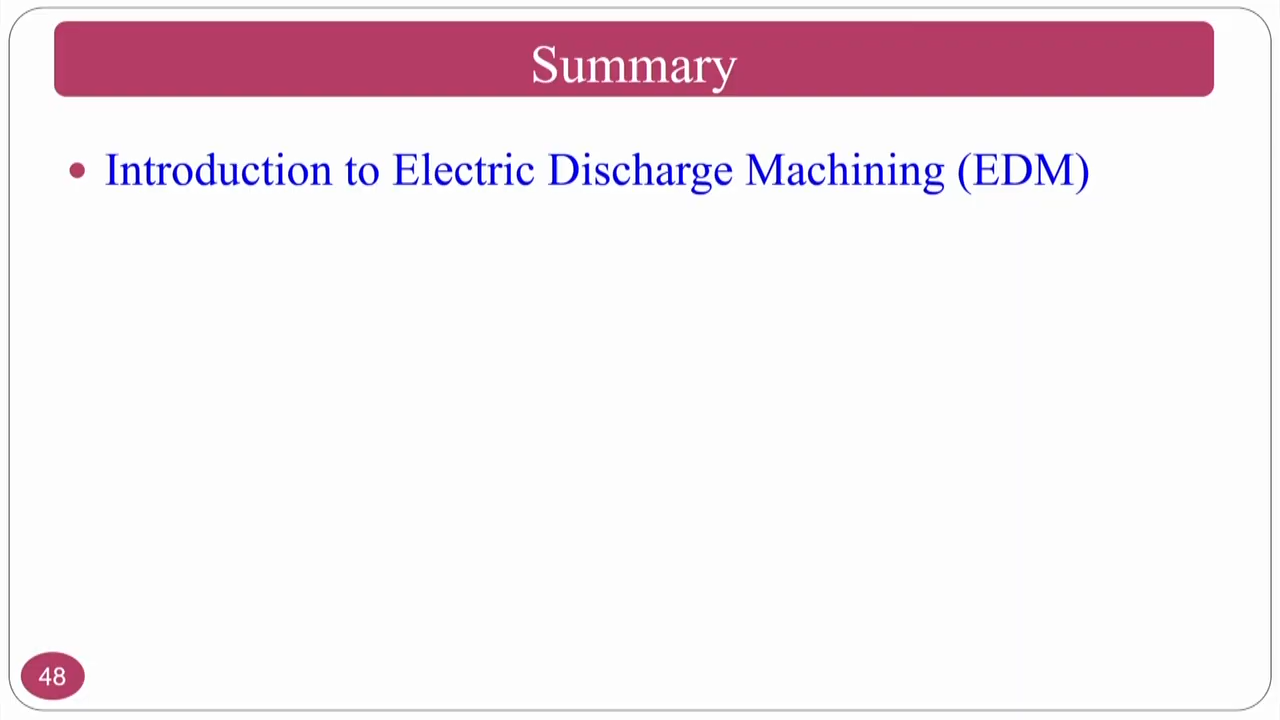 Summary
• Introduction to Electric Discharge Machining (EDM)
48